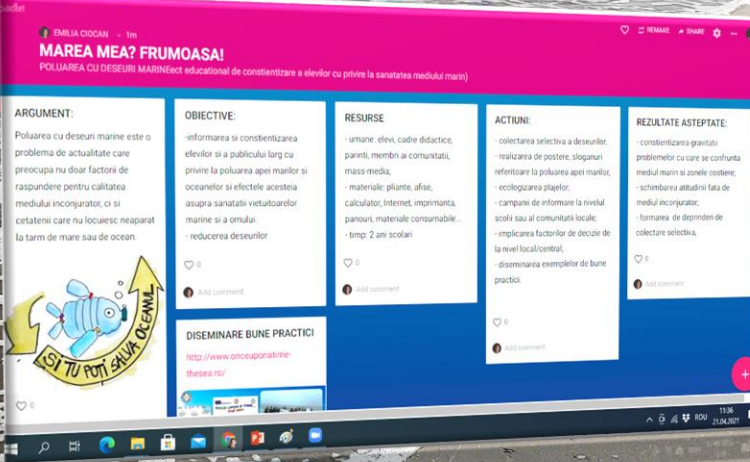 padlet
EMILIA CIOCAN • 1m
MAREA MEA? FRUMOASA!
POLUAREA CU DESEURI MARINEect educational de constientizare a elevilor cu privire la sanatatea mediului marin)
REMAKE
SHARE
ARGUMENT:
Poluarea cu deseuri marine este o
problema de actualitate care
preocupa nu doar factorii de
raspundere pentru calitatea
mediului inconjurator, ci si
cetatenii care nu locuiesc neaparat
la tarm de mare sau de ocean.
SI TU POTI SALVA OCEANUL
0
OBIECTIVE:
-informarea si constientizarea
elevilor si a publicului larg cu
privire la poluarea apei marilor si
oceanelor si efectele acesteia
asupra sanatatii vietuitoarelor
marine si a omului.
- reducerea deseurilor
0
Add comment
DISEMINARE BUNE PRACTICI
http://www.onceuponatime-
thesea.ro/
RESURSE
- umane: elevi, cadre didactice,
parinti, membri ai comunitatii,
mass-media,
- materiale: pliante, afise,
calculator, Internet, imprimanta,
panouri, materiale consumabile...
- timp: 2 ani scolari
0
Add comment
ACTIUNI:
- colectarea selectiva a deseurilor,
- realizarea de postere, sloganuri
referitoare la poluarea apei marilor,
- ecologizarea plajelor,
- campanii de informare la nivelul
scolii sau al comunitatii locale;
- implicarea factorilor de decizie de
la nivel local/central;
- diseminarea exemplelor de bune
practici.
0
Add comment
REZULTATE ASTEPTATE:
- constientizarea gravitatii
problemelor cu care se confrunta
mediul marin si zonele costiere;
- schimbarea atitudinii fata de
mediul inconjurator;
- formarea de deprinderi de
colectare selectiva,
0
Add comment
ROU
11:36
21.04.2021